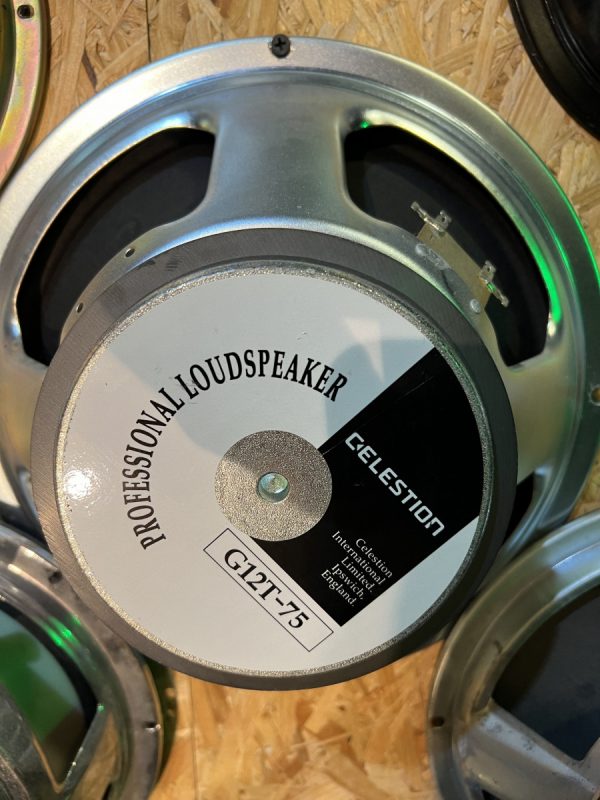 PROFESSIONAL LOUDSPEAKER
CELESTION
Celestion
International
Limited.
Ipswich,
England.
G12T-75